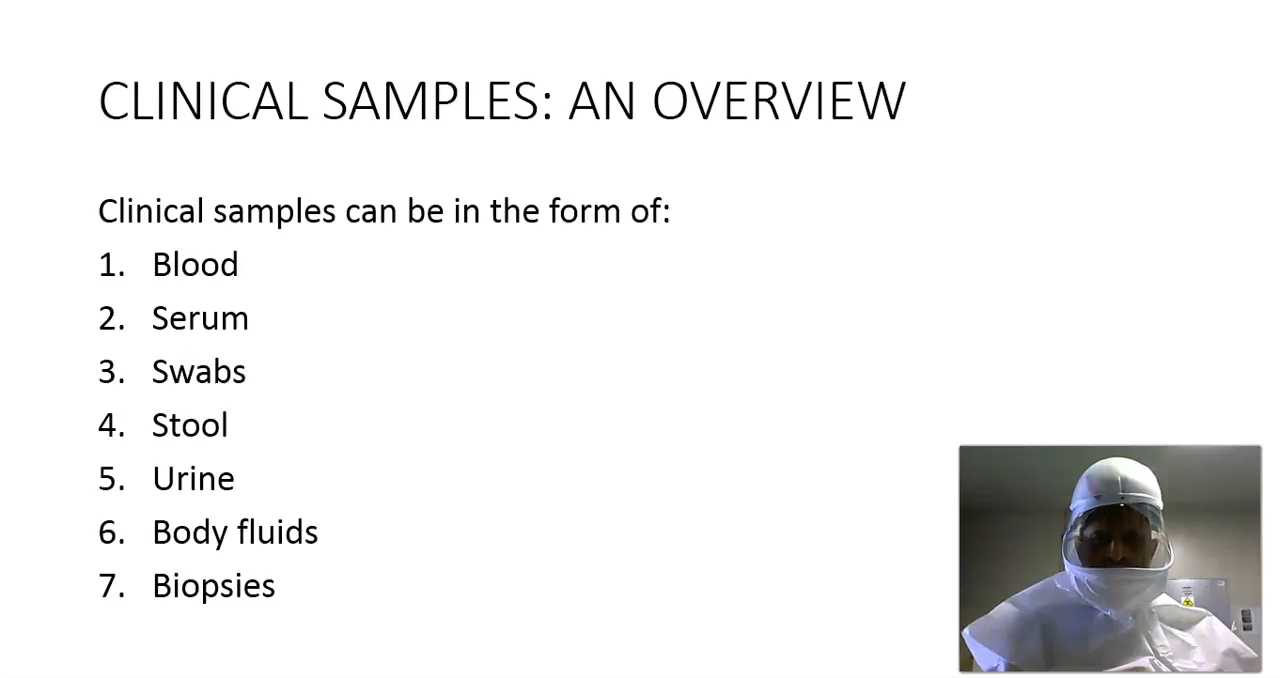 CLINICAL SAMPLES: AN OVERVIEW
Clinical samples can be in the form of:
1. Blood
2. Serum
3. Swabs
4. Stool
5. Urine
6. Body fluids
7. Biopsies